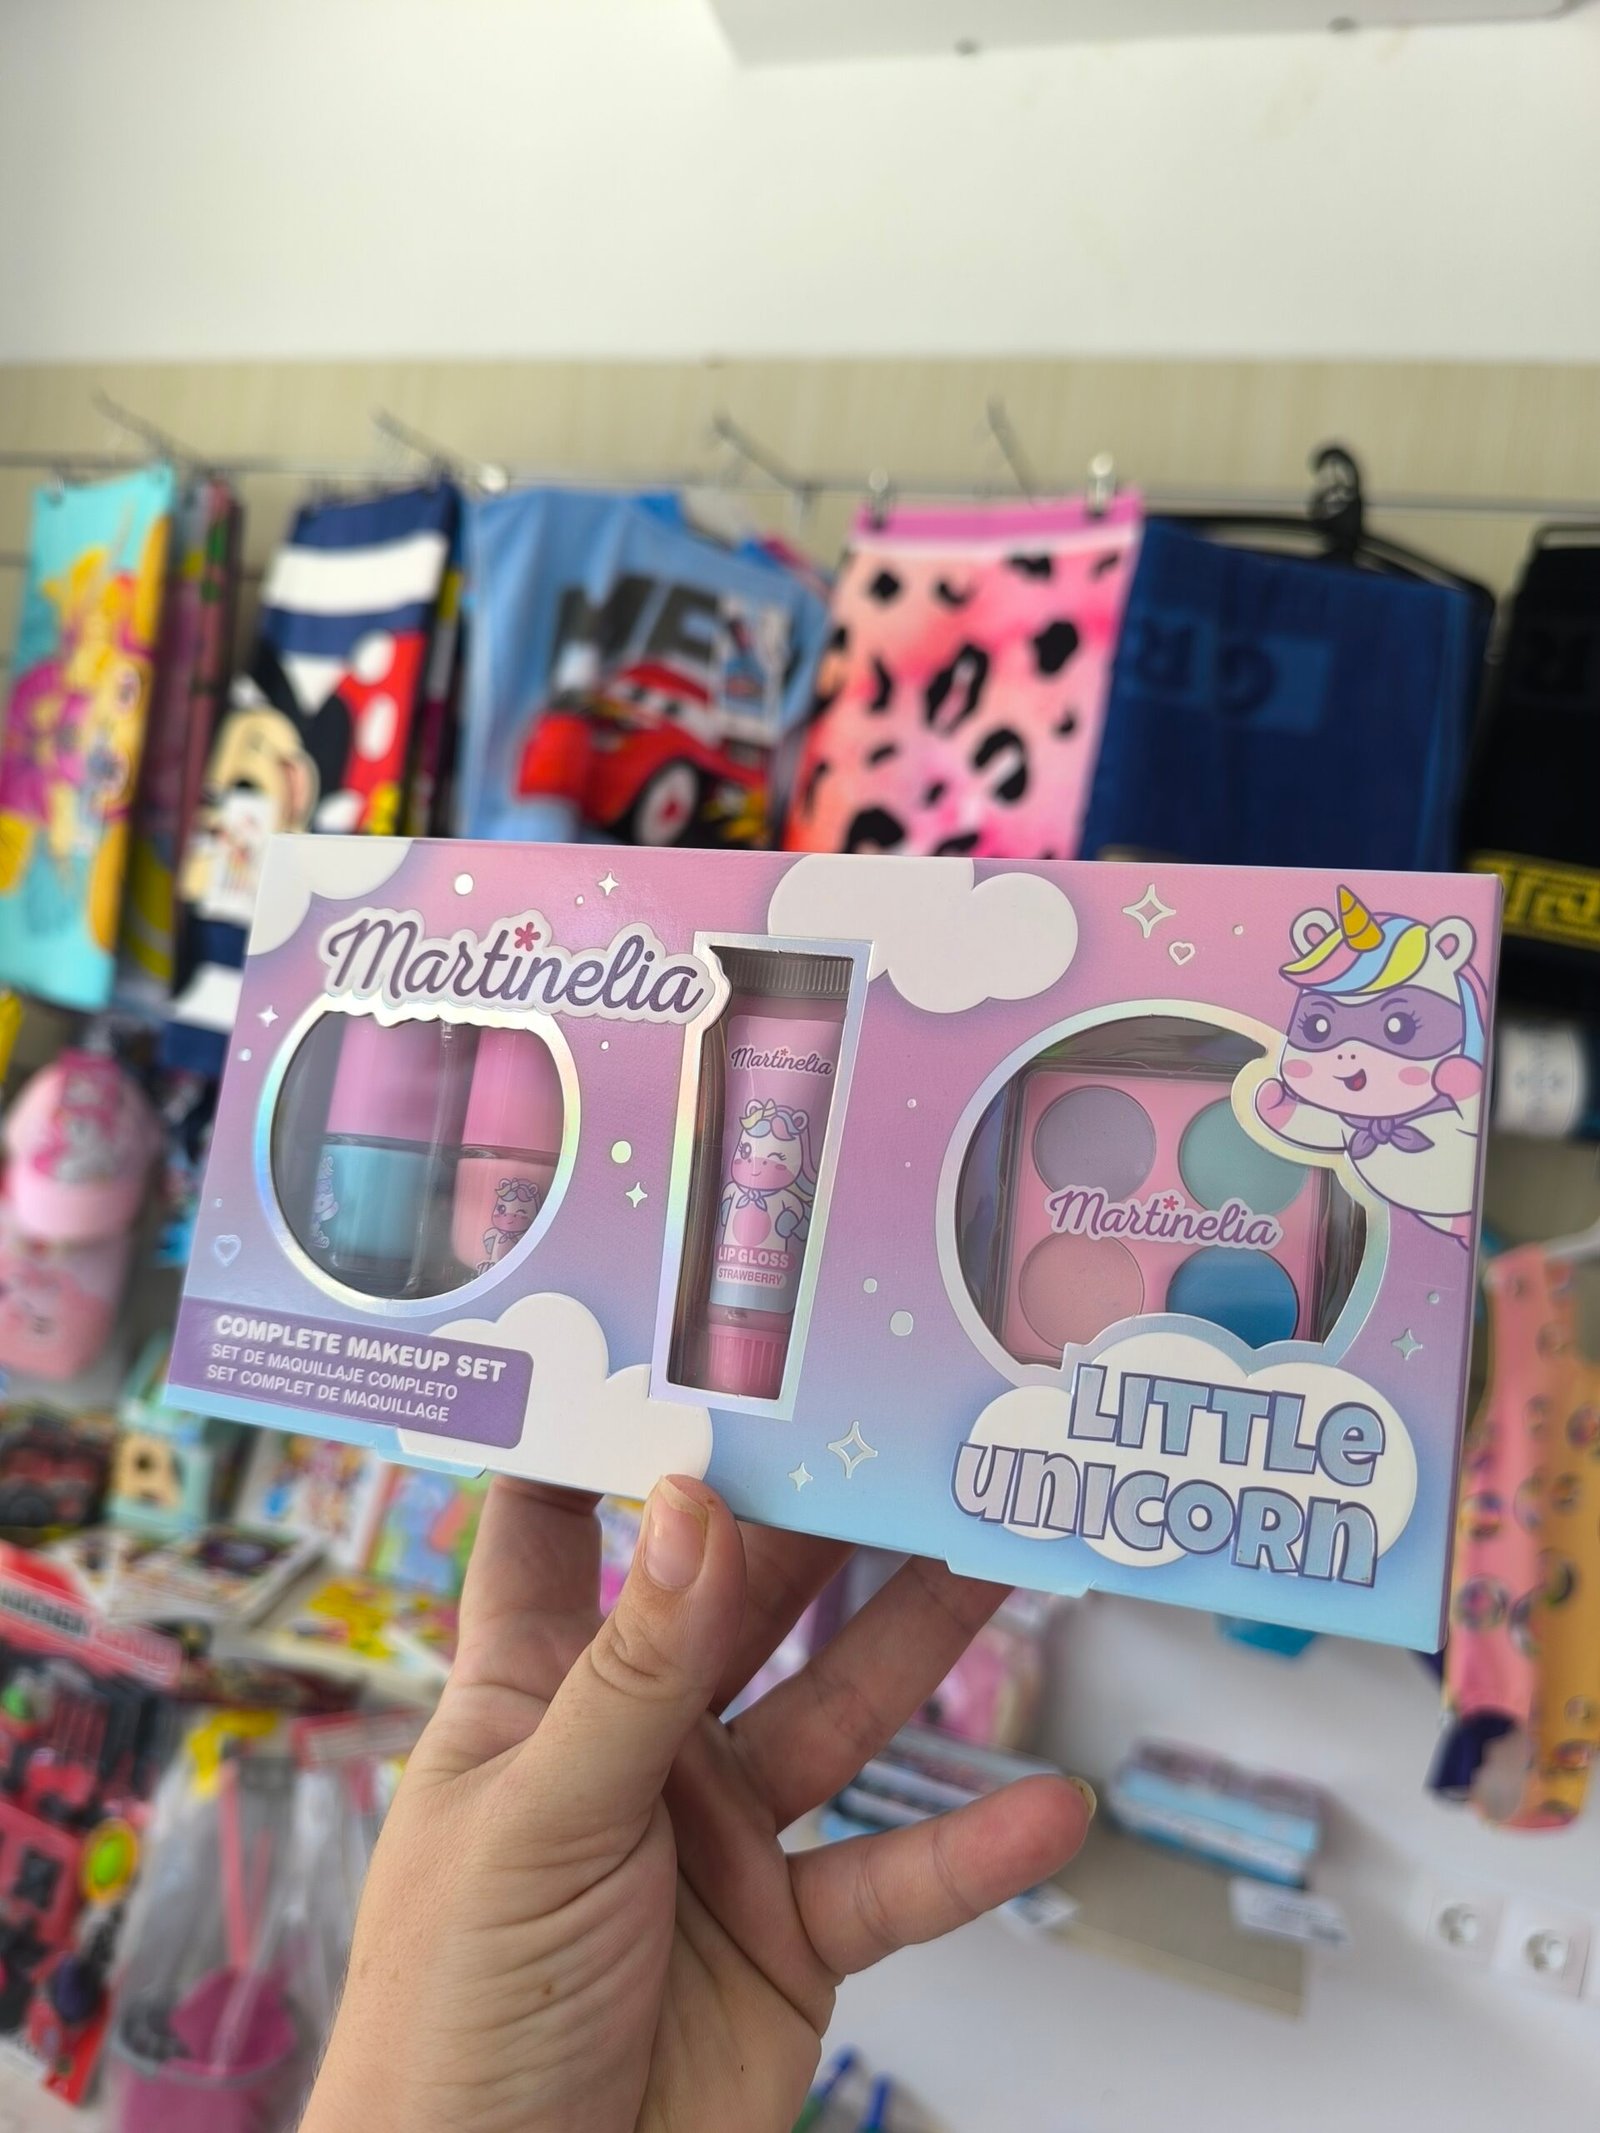 Martinelia
Martinelia
LIP GLOSS
STRAWBERRY
Martinelia
COMPLETE MAKEUP SET
SET DE MAQUILLAJE COMPLETO
SET COMPLET DE MAQUILLAGE
LITTLE
UNICORN